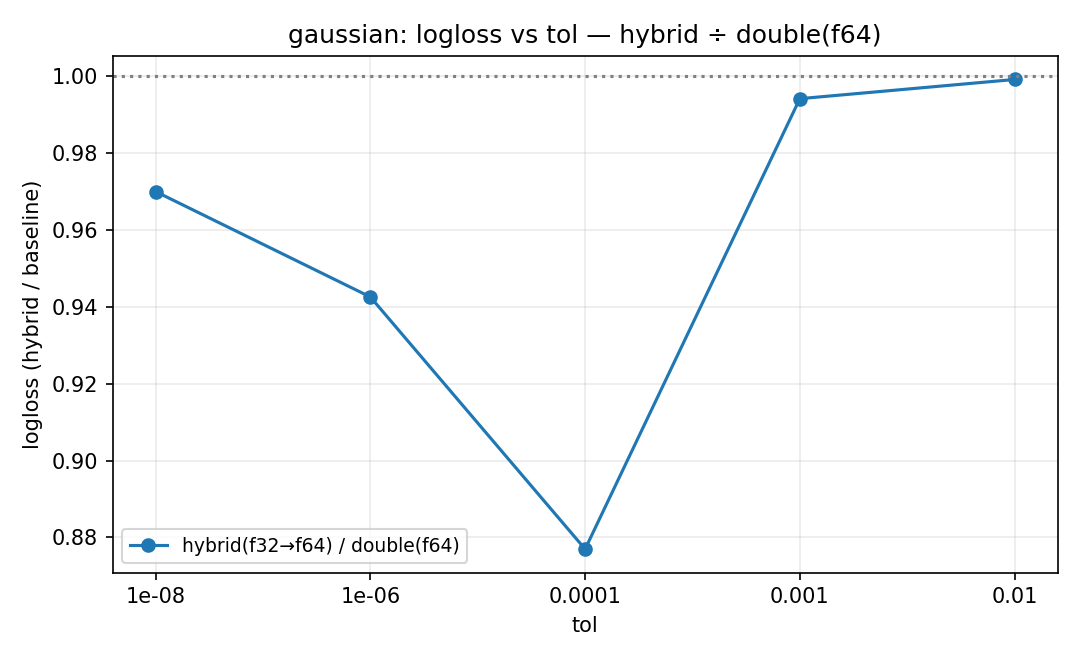 gaussian: logloss vs tol — hybrid ÷ double(f64)
logloss (hybrid / baseline)
1.00
0.98
0.96
0.94
0.92
0.90
0.88
hybrid(f32→f64) / double(f64)
1e-08 1e-06 0.0001 0.001 0.01
tol